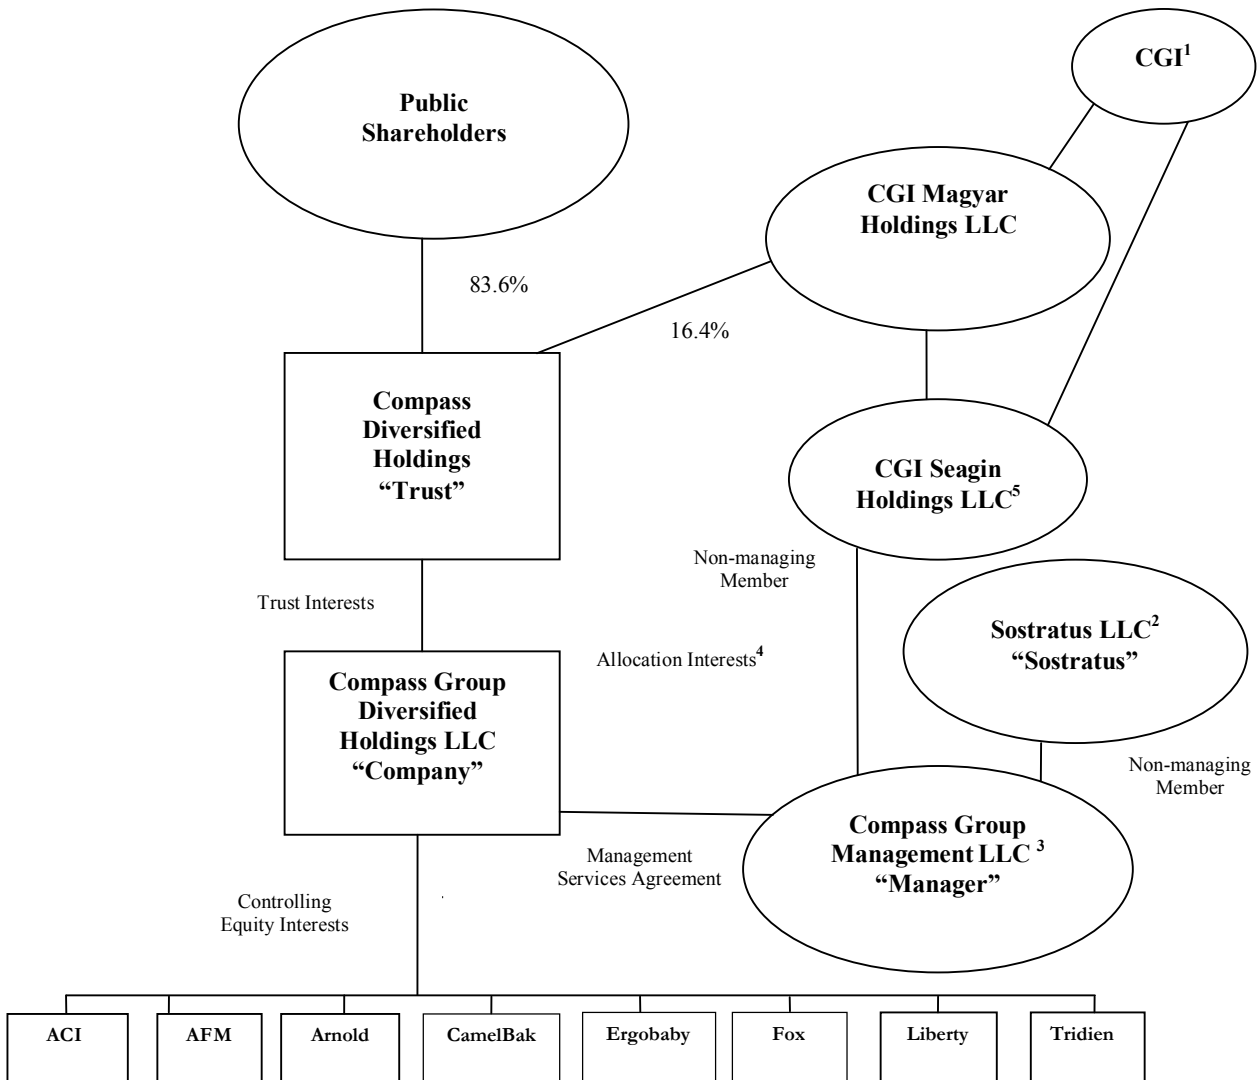 CGI¹
Public
Shareholders
CGI Magyar
Holdings LLC
83.6%
16.4%
Compass
Diversified
Holdings
“Trust”
CGI Seagin
Holdings LLC⁵
Non-managing
Member
Trust Interests
Sostratus LLC²
“Sostratus”
Allocation Interests⁴
Compass Group
Diversified
Holdings LLC
“Company”
Non-managing
Member
Compass Group
Management LLC ³
“Manager”
Management
Services Agreement
Controlling
Equity Interests
ACI
AFM
Arnold
CamelBak
Ergobaby
Fox
Liberty
Tridien